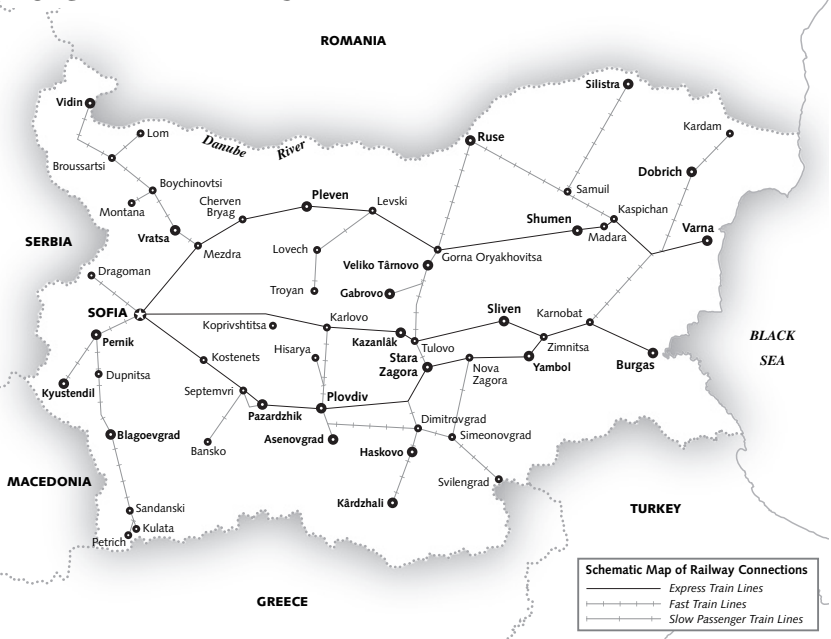 ROMANIA
Silistra
Vidin
Kardam
Lom
Ruse
Danube
River
Broussartsi
Dobrich
Boychinovtsi
Samuil
Cherven
Bryag
Pleven
Levski
Kaspichan
Montana
Shumen
Varna
Vratsa
Madara
SERBIA
Mezdra
Lovech
Gorna Oryakhovitsa
Veliko Târnovo
Dragoman
Troyan
Gabrovo
SOFIA
Koprivshtitsa
Karlovo
Sliven
Karnobat
BLACK
SEA
Pernik
Kazanlâk
Tulovo
Zimnitsa
Hisarya
Kostenets
Stara
Zagora
Nova
Zagora
Yambol
Burgas
Dupnitsa
Kyustendil
Septemvri
Plovdiv
Pazardzhik
Dimitrovgrad
Blagoevgrad
Asenovgrad
Simeonovgrad
Bansko
Haskovo
MACEDONIA
Svilengrad
Kârdzhali
TURKEY
Sandanski
Kulata
Petrich
GREECE
Schematic Map of Railway Connections
Express Train Lines
Fast Train Lines
Slow Passenger Train Lines